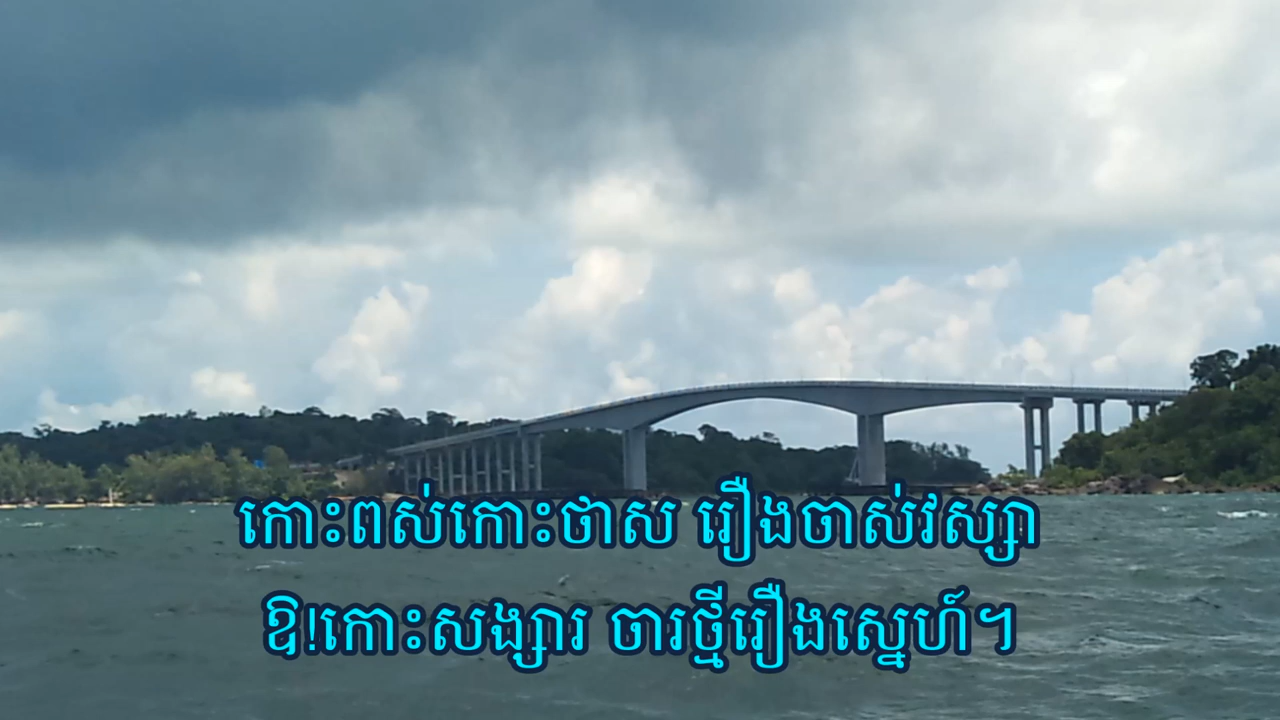 កោះពស់កោះថាស រឿងចាស់វស្សា
ឱ!កោះសង្សារ ចារថ្មីរឿងស្នេហ៍ៗ